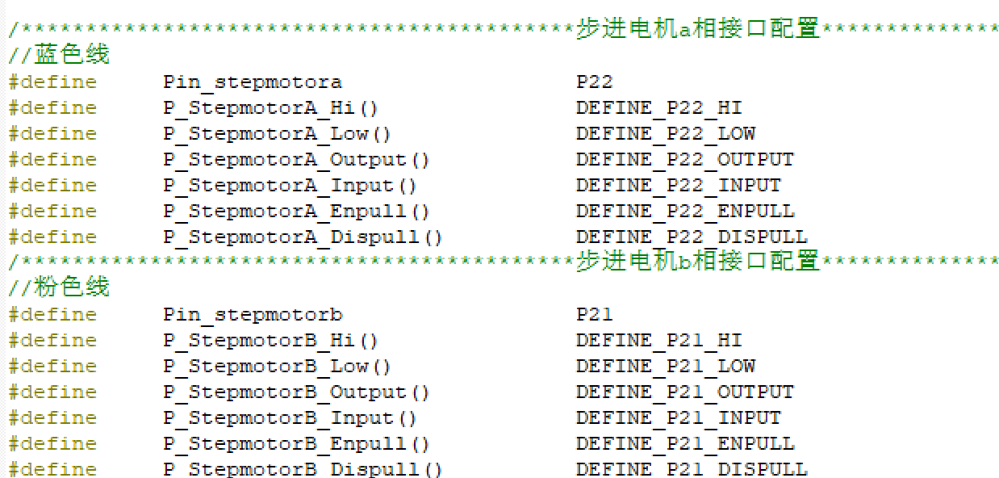 /*******************************************步进电机a相接口配置**************
//蓝色线
#define Pin_stepmotora P22
#define P_StepmotorA_Hi() DEFINE_P22_HI
#define P_StepmotorA_Low() DEFINE_P22_LOW
#define P_StepmotorA_Output() DEFINE_P22_OUTPUT
#define P_StepmotorA_Input() DEFINE_P22_INPUT
#define P_StepmotorA_Enpull() DEFINE_P22_ENPULL
#define P_StepmotorA_Dispull() DEFINE_P22_DISPULL
/*******************************************步进电机b相接口配置**************
//粉色线
#define Pin_stepmotorb P21
#define P_StepmotorB_Hi() DEFINE_P21_HI
#define P_StepmotorB_Low() DEFINE_P21_LOW
#define P_StepmotorB_Output() DEFINE_P21_OUTPUT
#define P_StepmotorB_Input() DEFINE_P21_INPUT
#define P_StepmotorB_Enpull() DEFINE_P21_ENPULL
#define P_StepmotorB_Dispull() DEFINE_P21_DISPULL